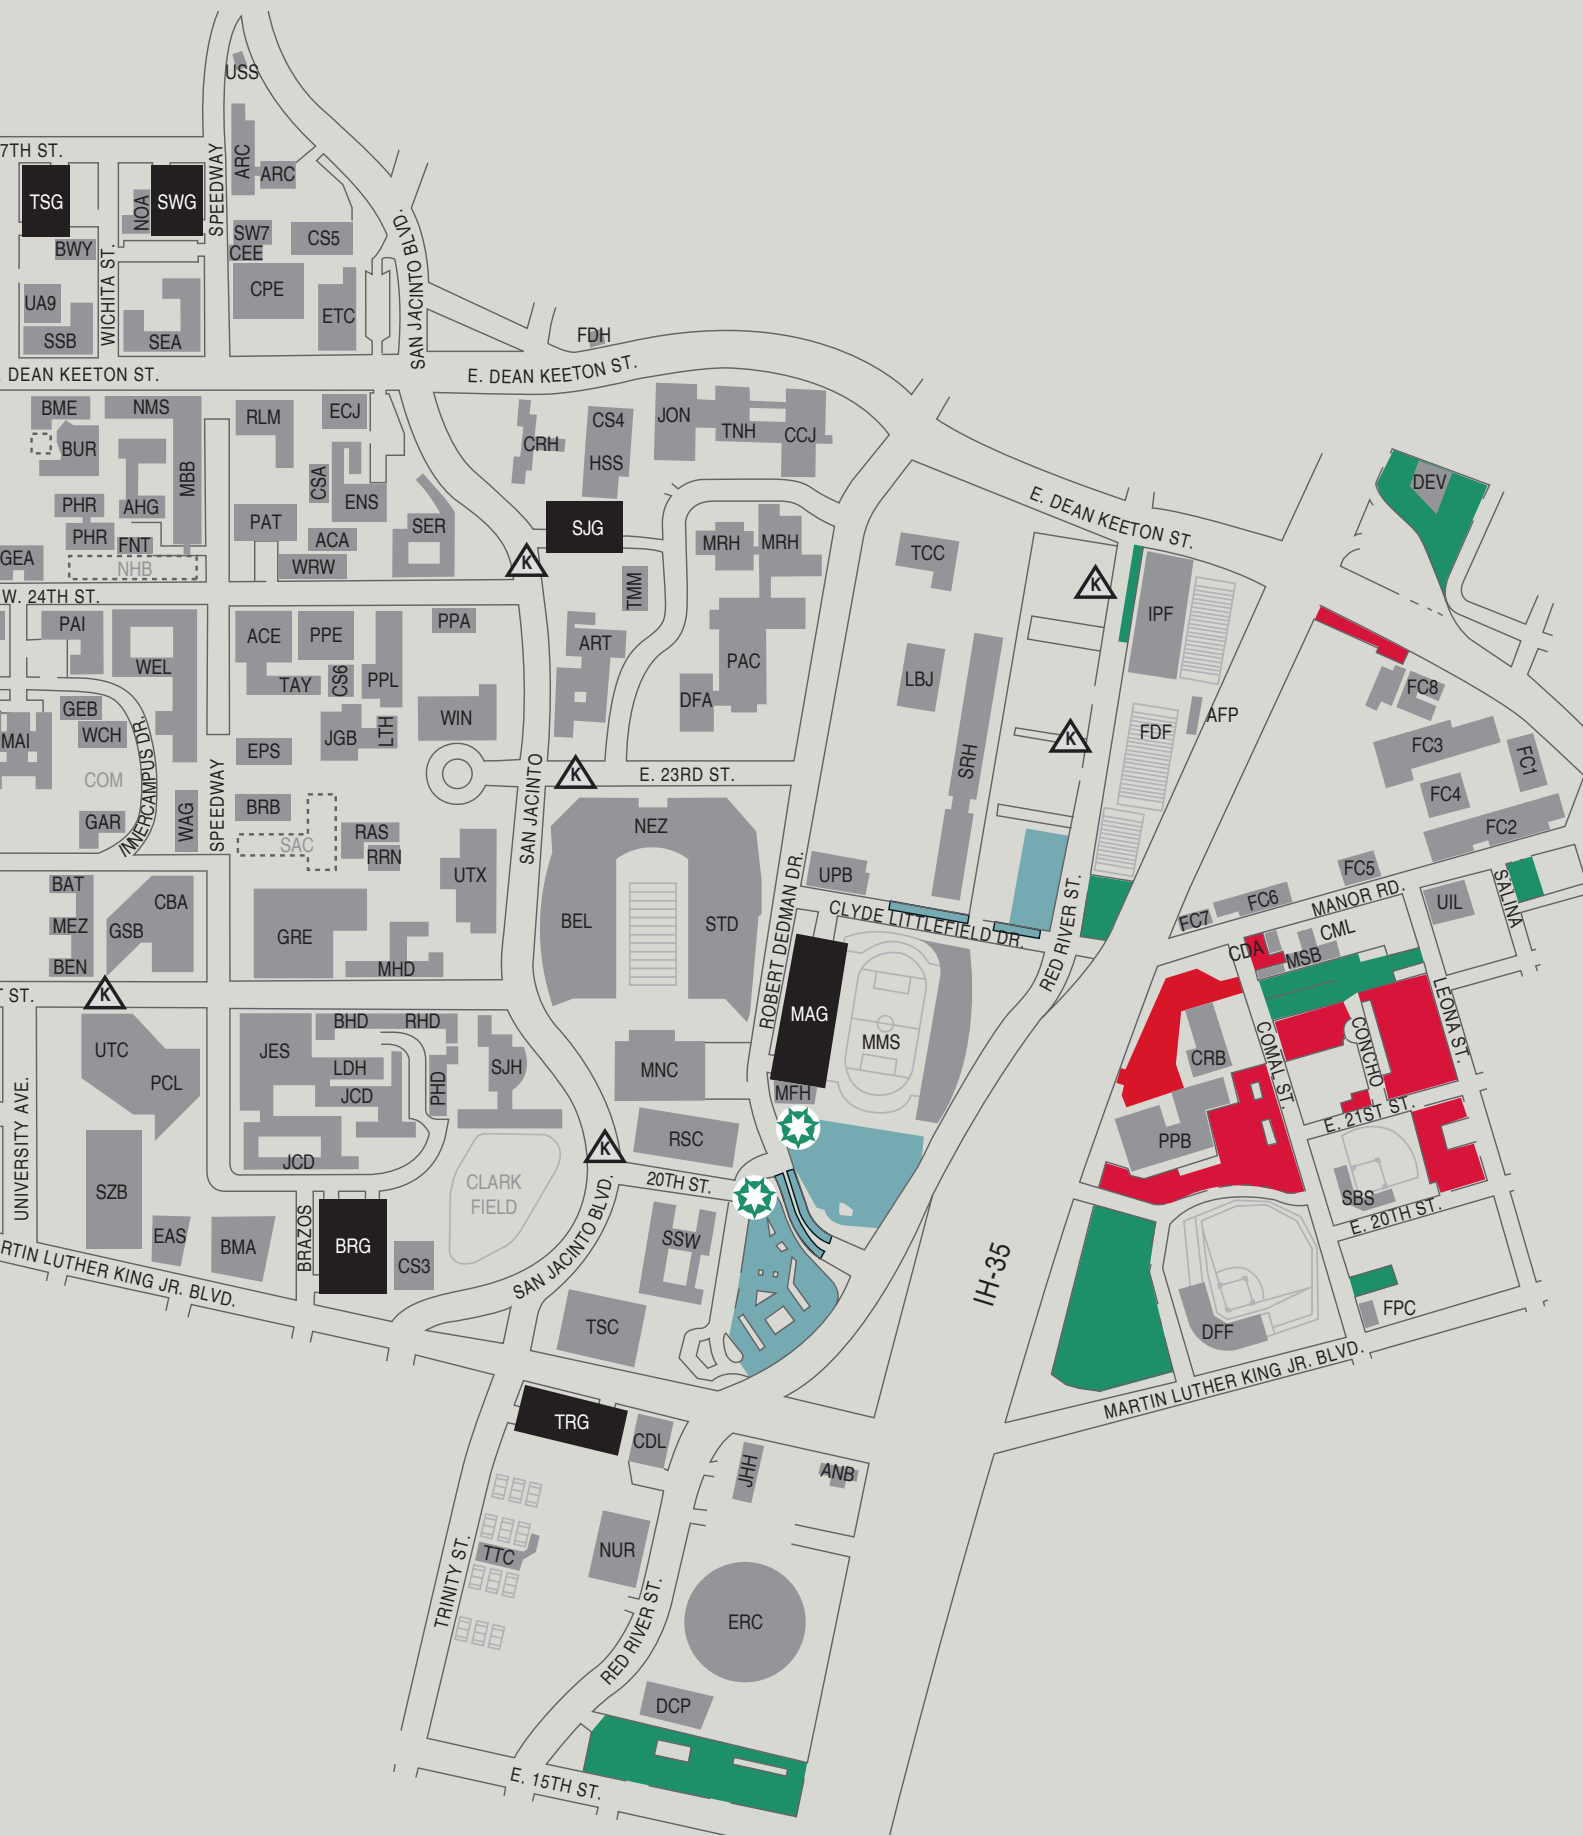 USS
7TH ST.
SPEEDWAY
ARC
ARC
TSG
NOA
SWG
SAN JACINTO BLVD.
SW7
CEE
CS5
BWY
WICHITA ST.
CPE
UA9
ETC
SSB
SEA
FDH
DEAN KEETON ST.
E. DEAN KEETON ST.
BME
NMS
RLM
ECJ
CS4
JON
TNH
CCJ
BUR
CRH
HSS
MBB
CSA
DEV
PHR
AHG
ENS
E. DEAN KEETON ST.
PAT
SER
SJG
PHR
FNT
ACA
MRH
MRH
TCC
GEA
NHB
WRW
K
TMM
K
W. 24TH ST.
PAI
ACE
PPE
PPA
IPF
ART
WEL
TAY
CS6
PPL
PAC
LBJ
FC8
GEB
DFA
AFP
WIN
MAI
WCH
JGB
LTH
K
FDF
FC3
FC1
INNERCAMPUS DR.
EPS
SRH
COM
SPEEDWAY
SAN JACINTO
K
E. 23RD ST.
FC4
BRB
WAG
GAR
SAC
RAS
RRN
NEZ
FC2
UTX
ROBERT DEDMAN DR.
UPB
FC5
BAT
CBA
SALINA
MEZ
GSB
BEL
STD
CLYDE LITTLEFIELD DR.
RED RIVER ST.
FC7
FC6
MANOR RD.
UIL
GRE
CML
BEN
MHD
CDA
MSB
ST.
K
LEONA ST.
MAG
UTC
BHD
RHD
MMS
JES
COMAL ST.
CONCHO
LDH
SJH
MNC
CRB
PCL
PHD
JCD
MFH
UNIVERSITY AVE.
E. 21ST ST.
RSC
PPB
K
JCD
20TH ST.
SZB
CLARK
FIELD
SBS
EAS
BMA
BRAZOS
BRG
CS3
SAN JACINTO BLVD.
SSW
E. 20TH ST.
RTIN LUTHER KING JR. BLVD.
IH-35
TSC
FPC
DFF
MARTIN LUTHER KING JR. BLVD.
TRG
CDL
JHH
ANB
TTC
NUR
TRINITY ST.
RED RIVER ST.
ERC
DCP
E. 15TH ST.